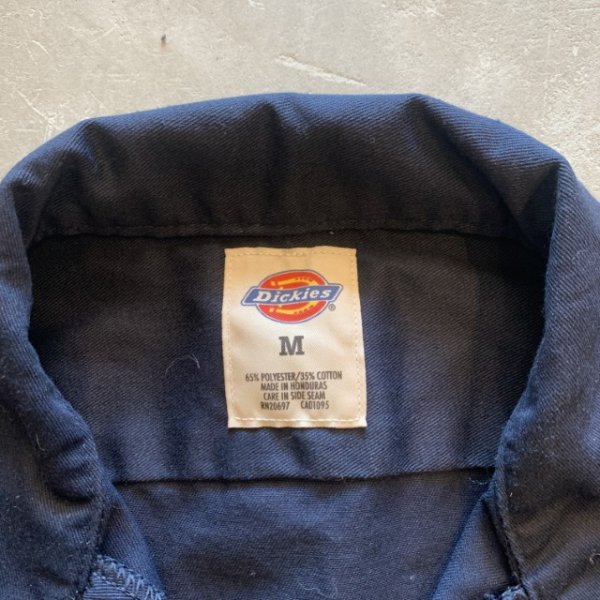 Dickies
®
M
65% POLYESTER/35% COTTON
MADE IN HONDURAS
CARE IN SIDE SEAM
RN20697 CA01095